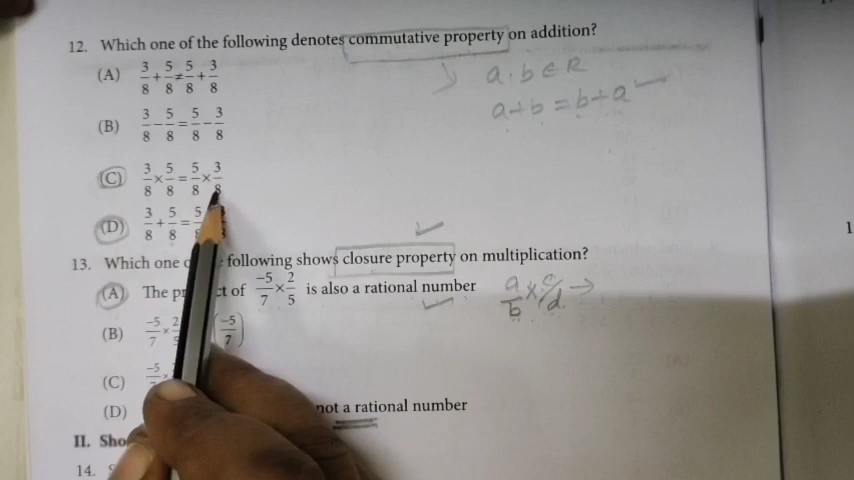 12. Which one of the following denotes commutative property on addition?
(A) 3/8 + 5/8 ≠ 5/8 + 3/8
a, b ∈ R
a + b = b + a
(B) 3/8 − 5/8 = 5/8 − 3/8
(C) 3/8 × 5/8 = 5/8 × 3/8
(D) 3/8 + 5/8 = 5
13. Which one following shows closure property on multiplication?
(A) The of −5/7 × 2/5 is also a rational number
a/b × c/d →
(B) −5/7 × 2 (−5/7)
(C) −5
(D) not a rational number
II.
14.
1